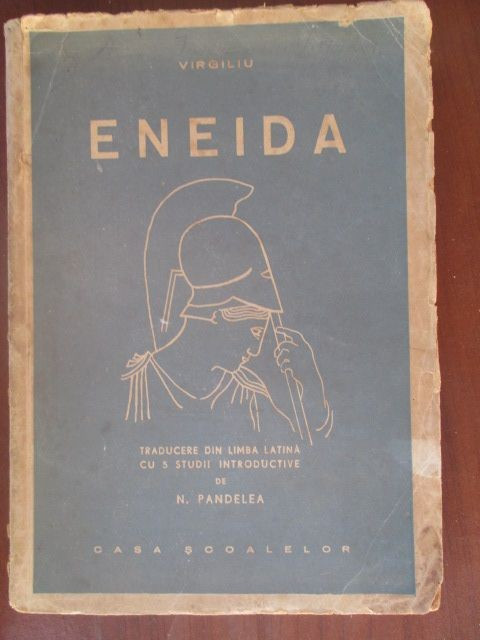 VIRGILIU
ENEIDA
TRADUCERE DIN LIMBA LATINĂ
CU 5 STUDII INTRODUCTIVE
DE
N. PANDELEA
CASA ȘCOALELOR